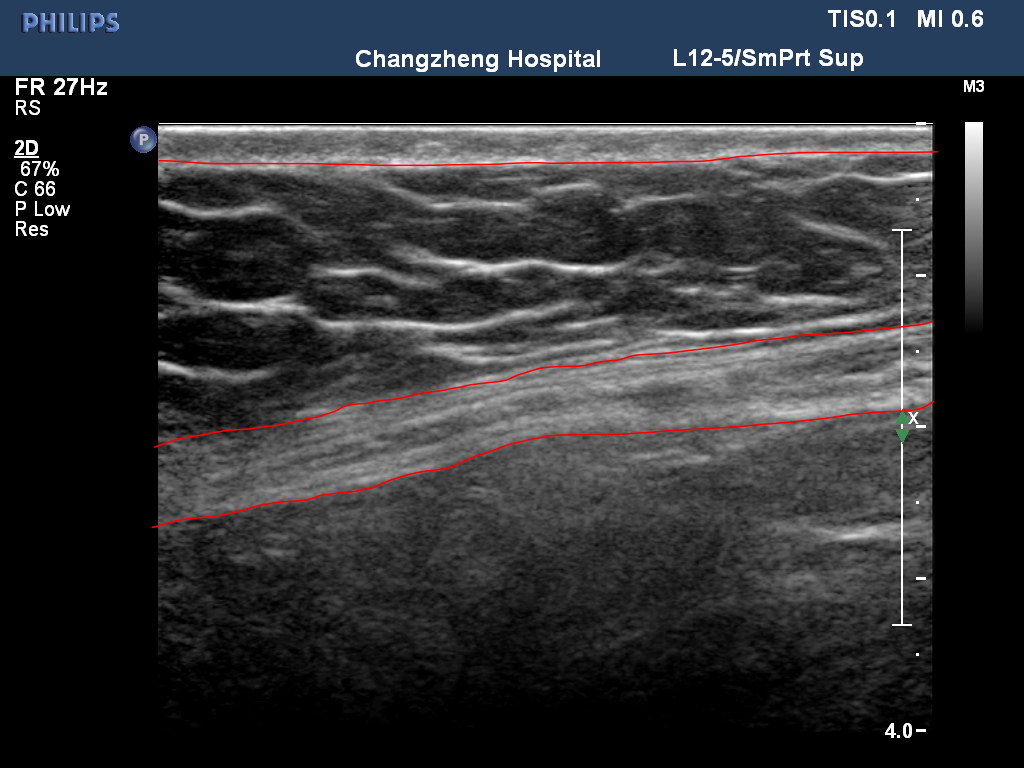 PHILIPS
TIS0.1 MI 0.6
Changzheng Hospital
L12-5/SmPrt Sup
FR 27Hz
RS
M3
P
2D
67%
C 66
P Low
Res
X
4.0